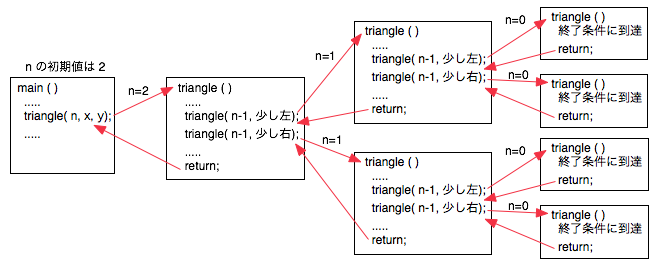 n の初期値は 2
main ( )
.....
triangle( n, x, y);
.....
n=2
triangle ( )
.....
triangle( n-1, 少し左);
triangle( n-1, 少し右);
.....
return;
n=1
triangle ( )
.....
triangle( n-1, 少し左);
triangle( n-1, 少し右);
.....
return;
n=0
triangle ( )
終了条件に到達
return;
n=0
triangle ( )
終了条件に到達
return;
n=1
triangle ( )
.....
triangle( n-1, 少し左);
triangle( n-1, 少し右);
.....
return;
n=0
triangle ( )
終了条件に到達
return;
n=0
triangle ( )
終了条件に到達
return;